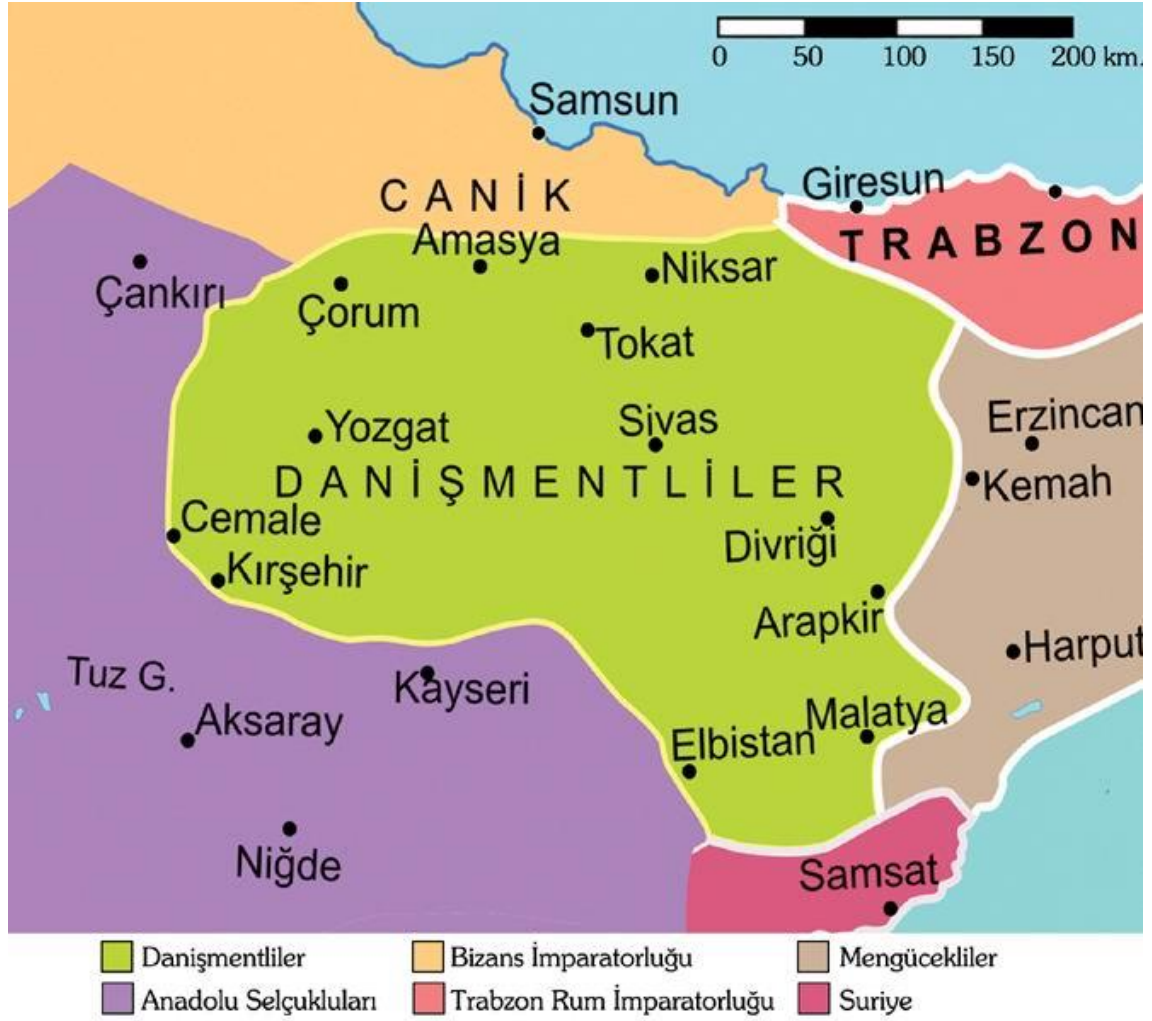 0 50 100 150 200 km.
Samsun
Giresun
CANİK
TRABZON
Amasya
Niksar
Çankırı
Çorum
Tokat
Erzincan
Sivas
Yozgat
DANİŞMENTLİLER
Kemah
Cemale
Divriği
Kırşehir
Arapkir
Harput
Tuz G.
Kayseri
Aksaray
Malatya
Elbistan
Niğde
Samsat
Danişmentliler
Bizans İmparatorluğu
Mengücekliler
Anadolu Selçukluları
Trabzon Rum İmparatorluğu
Suriye